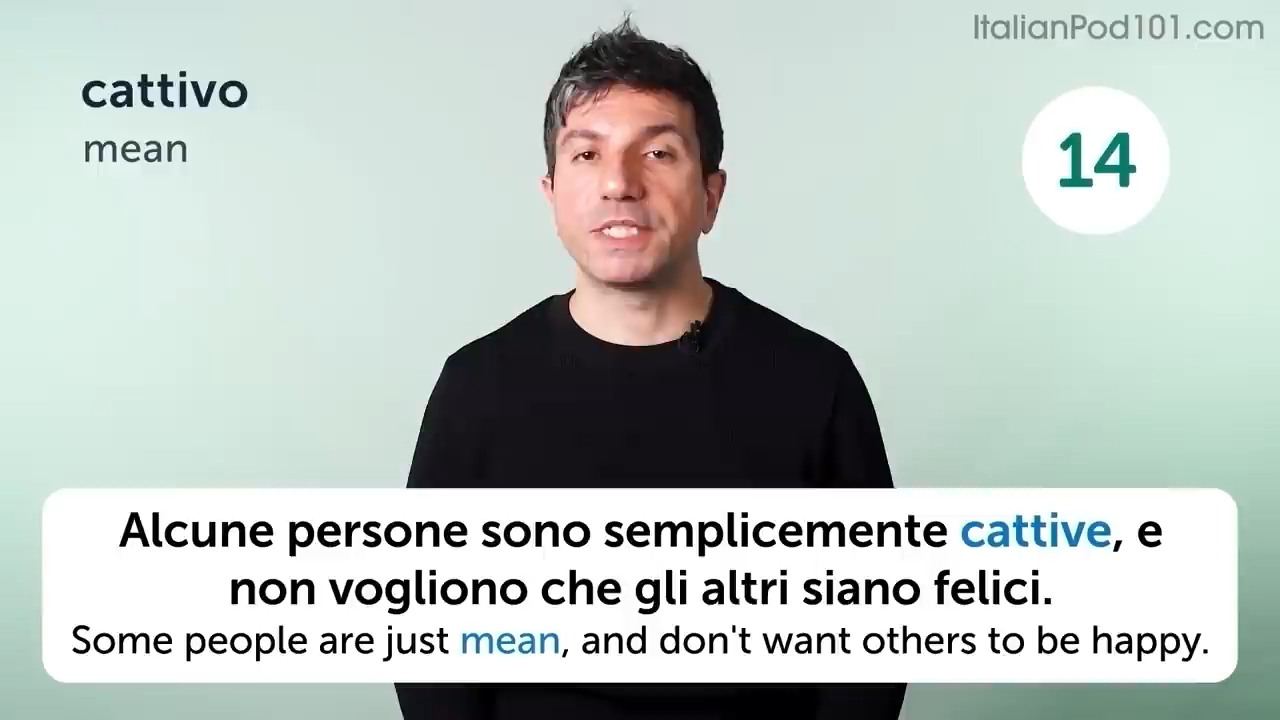 ItalianPod101.com
cattivo
mean
14
Alcune persone sono semplicemente cattive, e
non vogliono che gli altri siano felici.
Some people are just mean, and don't want others to be happy.